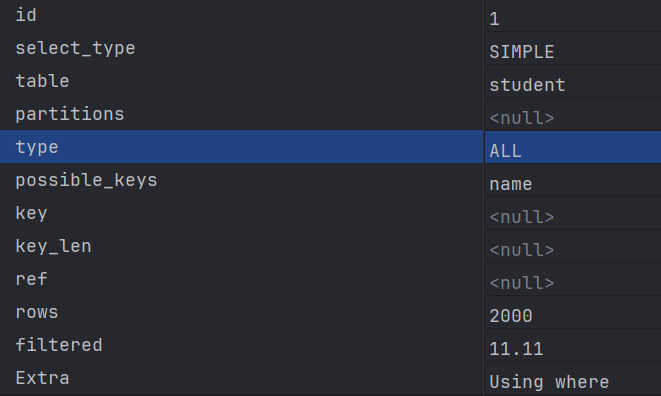 id 1
select_type SIMPLE
table student
partitions <null>
type ALL
possible_keys name
key <null>
key_len <null>
ref <null>
rows 2000
filtered 11.11
Extra Using where